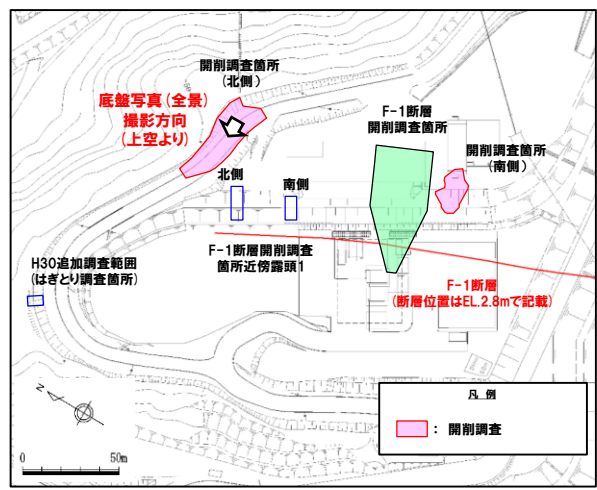 開削調査箇所
(北側)
底盤写真(全景)
撮影方向
(上空より)
F-1断層
開削調査箇所
開削調査箇所
(南側)
北側
南側
F-1断層開削調査
箇所近傍露頭1
H30追加調査範囲
(はぎとり調査箇所)
F-1断層
(断層位置はEL.2.8mで記載)
N
凡 例
: 開削調査
0
50m